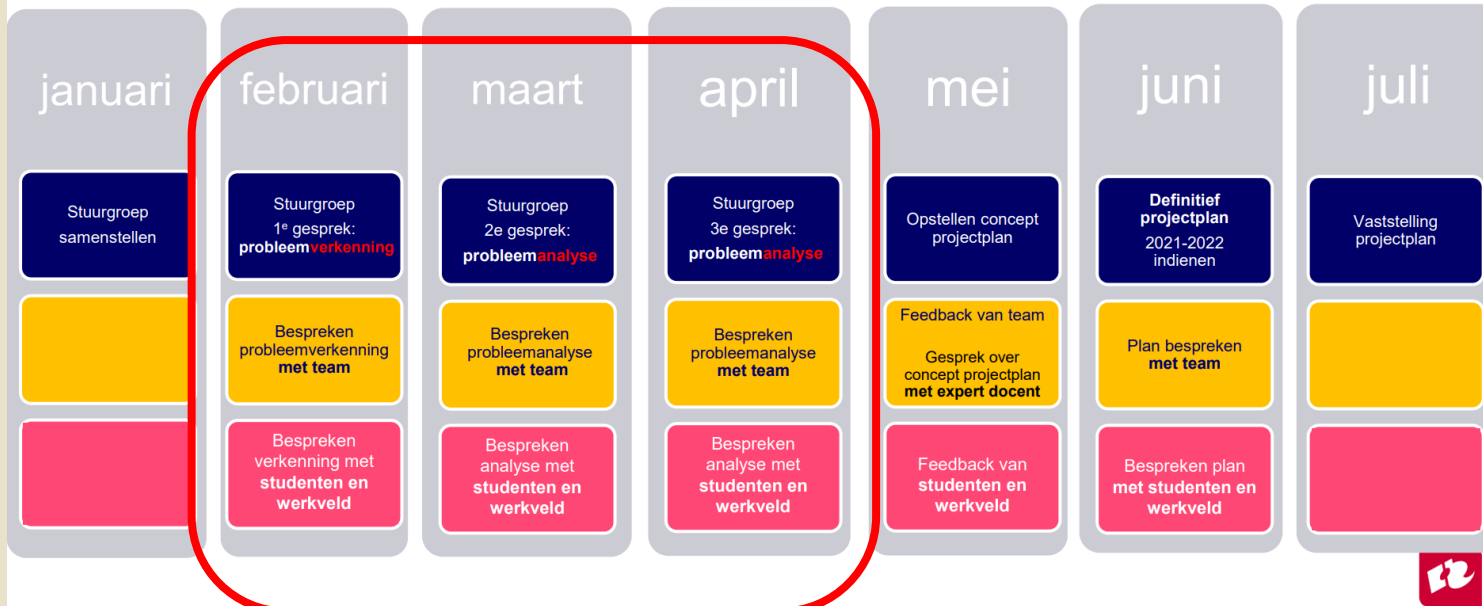 januari
februari
maart
april
mei
juni
juli
Stuurgroep
samenstellen
Stuurgroep
1e gesprek:
probleemverkenning
Stuurgroep
2e gesprek:
probleemanalyse
Stuurgroep
3e gesprek:
probleemanalyse
Opstellen concept
projectplan
Definitief
projectplan
2021-2022
indienen
Vaststelling
projectplan
Bespreken
probleemverkenning
met team
Bespreken
probleemanalyse
met team
Bespreken
probleemanalyse
met team
Feedback van team
Gesprek over
concept projectplan
met expert docent
Plan bespreken
met team
Bespreken
verkenning met
studenten en
werkveld
Bespreken
analyse met
studenten en
werkveld
Bespreken
analyse met
studenten en
werkveld
Feedback van
studenten en
werkveld
Bespreken plan
met studenten en
werkveld